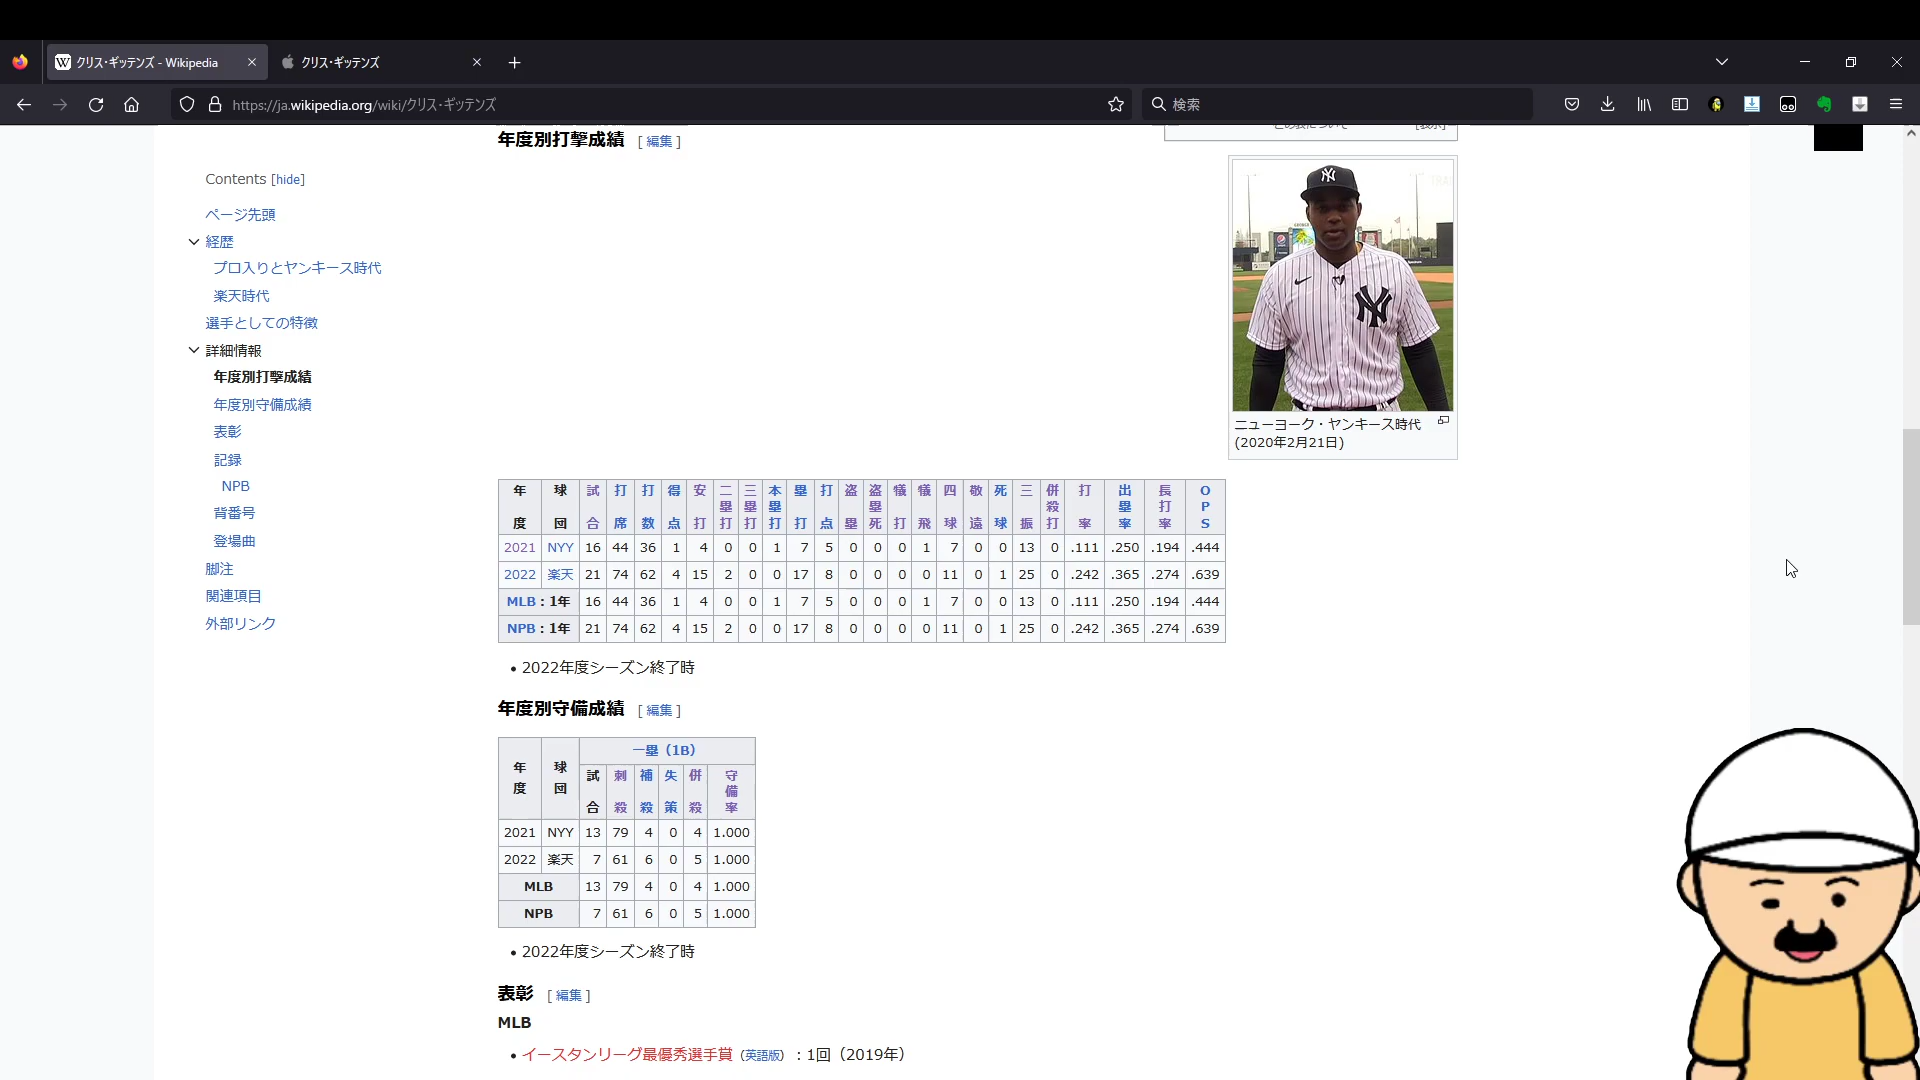 クリス・ギッテンズ - Wikipedia
クリス・ギッテンズ
https://ja.wikipedia.org/wiki/クリス・ギッテンズ
検索
Contents [hide]
ページ先頭
経歴
プロ入りとヤンキース時代
楽天時代
選手としての特徴
詳細情報
年度別打撃成績
年度別守備成績
表彰
記録
NPB
背番号
登場曲
脚注
関連項目
外部リンク
年度別打撃成績 [ 編集 ]
ニューヨーク・ヤンキース時代
(2020年2月21日)
年度 球団 試合 打席 打数 得点 安打 二塁打 三塁打 本塁打 塁打 打点 盗塁 盗塁死 犠打 犠飛 四球 敬遠 死球 三振 併殺打 打率 出塁率 長打率 OPS
2021 NYY 16 44 36 1 4 0 0 1 7 5 0 0 0 1 7 0 0 13 0 .111 .250 .194 .444
2022 楽天 21 74 62 4 15 2 0 0 17 8 0 0 0 0 11 0 1 25 0 .242 .365 .274 .639
MLB：1年 16 44 36 1 4 0 0 1 7 5 0 0 0 1 7 0 0 13 0 .111 .250 .194 .444
NPB：1年 21 74 62 4 15 2 0 0 17 8 0 0 0 0 11 0 1 25 0 .242 .365 .274 .639
• 2022年度シーズン終了時
年度別守備成績 [ 編集 ]
年度 球団 一塁（1B）
試合 刺殺 補殺 失策 併殺 守備率
2021 NYY 13 79 4 0 4 1.000
2022 楽天 7 61 6 0 5 1.000
MLB 13 79 4 0 4 1.000
NPB 7 61 6 0 5 1.000
• 2022年度シーズン終了時
表彰 [ 編集 ]
MLB
• イースタンリーグ最優秀選手賞（英語版）：1回（2019年）